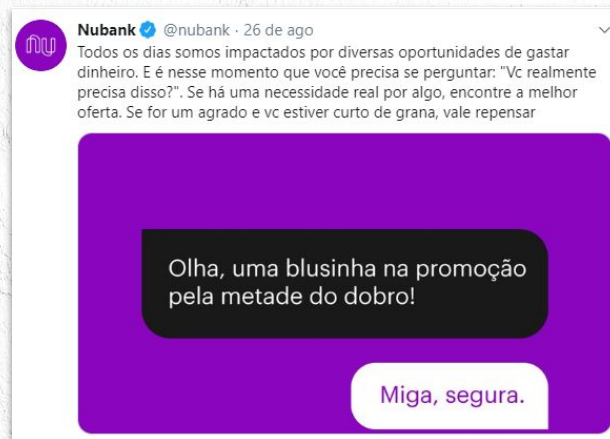 nu
Nubank @nubank · 26 de ago
Todos os dias somos impactados por diversas oportunidades de gastar
dinheiro. E é nesse momento que você precisa se perguntar: "Vc realmente
precisa disso?". Se há uma necessidade real por algo, encontre a melhor
oferta. Se for um agrado e vc estiver curto de grana, vale repensar
Olha, uma blusinha na promoção
pela metade do dobro!
Miga, segura.